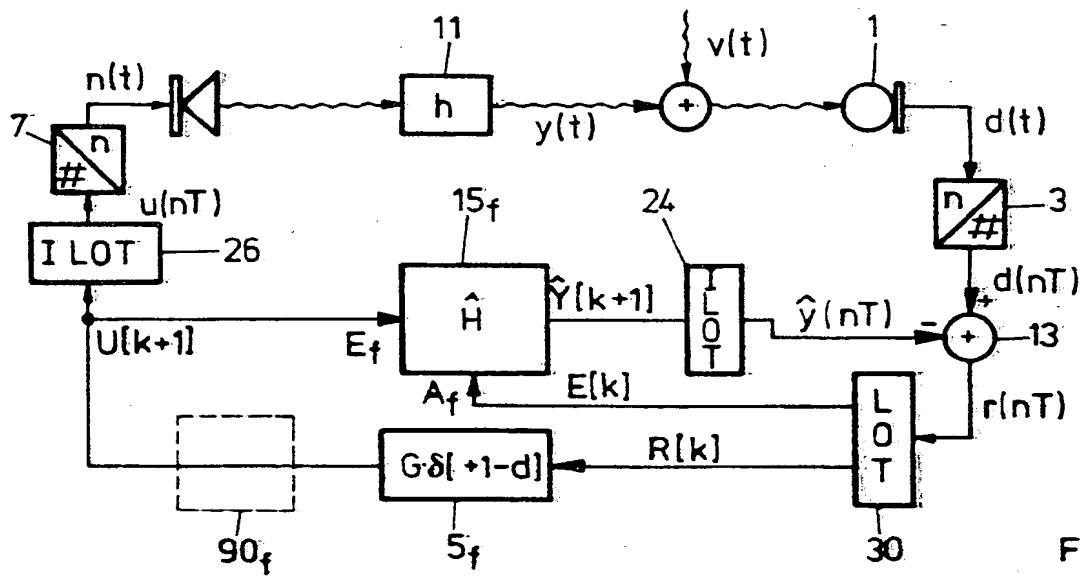 11
1
n(t)
v(t)
7
n
#
h
y(t)
+
d(t)
u(nT)
15f
24
n
#
3
I LOT
26
Ĥ
Ŷ[k+1]
I
L
O
T
ŷ(nT)
d(nT)
+
-
+
13
U[k+1]
Ef
Af
E[k]
L
O
T
r(nT)
G·δ[ +1-d]
R[k]
90f
5f
30
F